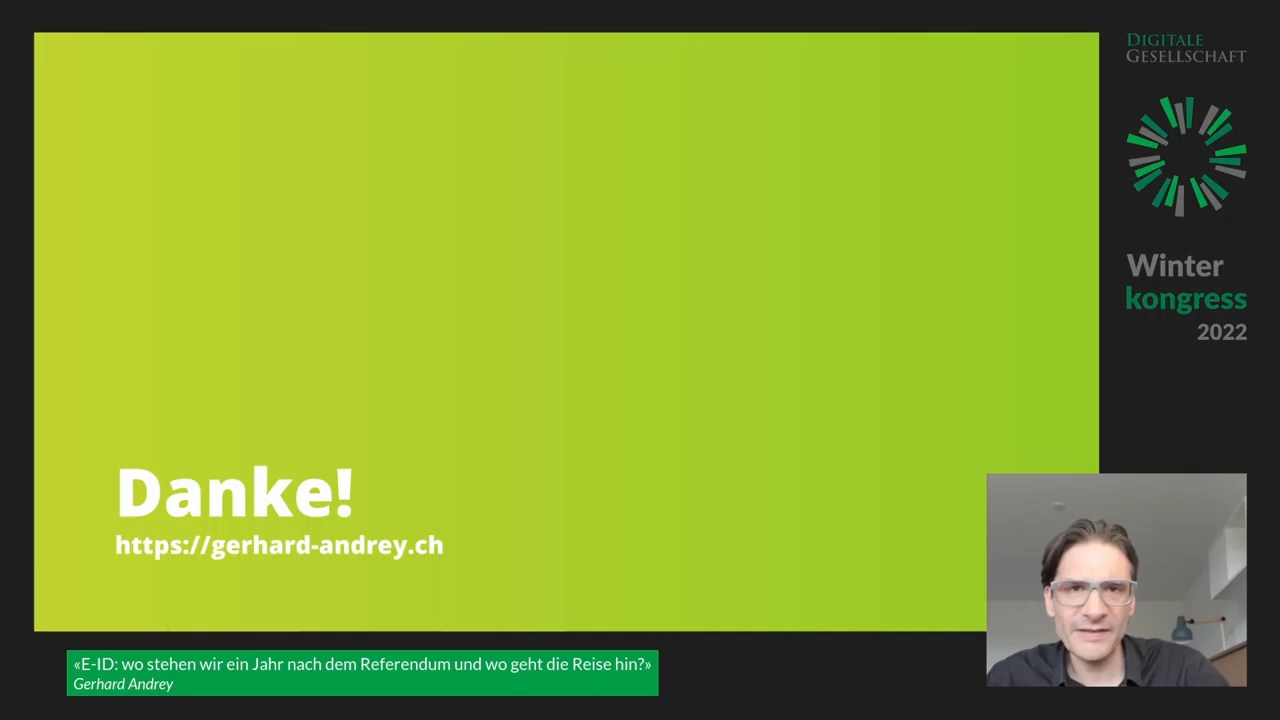 DIGITALE
GESELLSCHAFT
Winter
kongress
2022
Danke!
https://gerhard-andrey.ch
«E-ID: wo stehen wir ein Jahr nach dem Referendum und wo geht die Reise hin?»
Gerhard Andrey